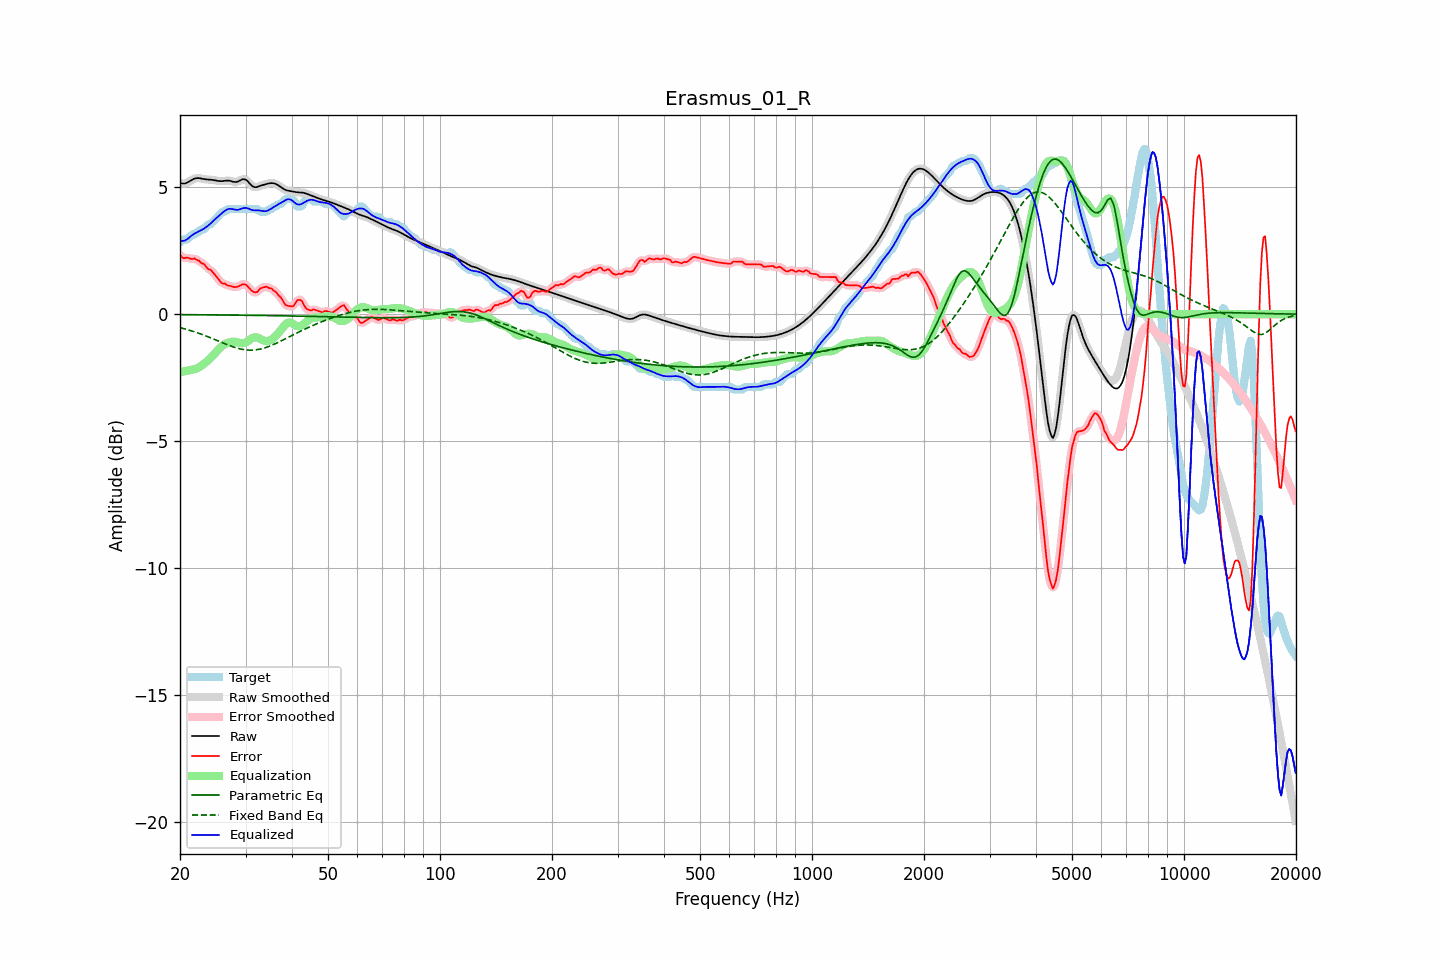 Erasmus_01_R
Amplitude (dBr)
5
0
−5
−10
−15
−20
Target
Raw Smoothed
Error Smoothed
Raw
Error
Equalization
Parametric Eq
Fixed Band Eq
Equalized
20 50 100 200 500 1000 2000 5000 10000 20000
Frequency (Hz)